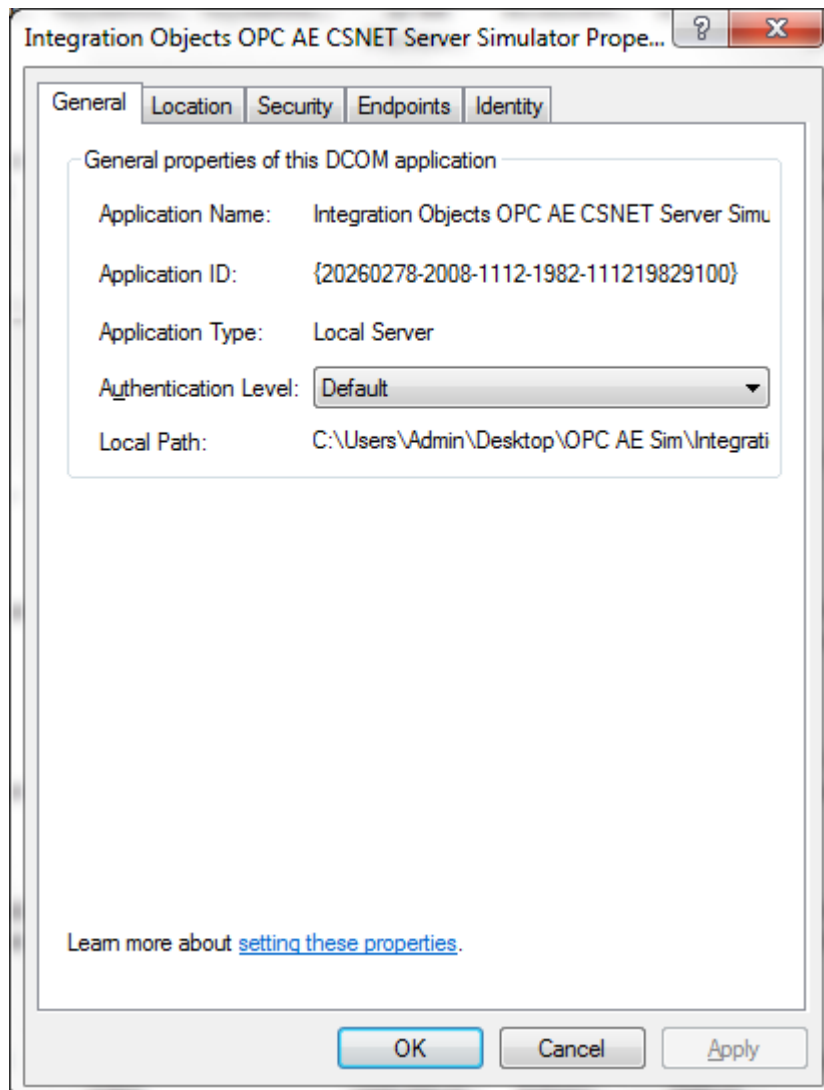 Integration Objects OPC AE CSNET Server Simulator Prope...
General Location Security Endpoints Identity
General properties of this DCOM application
Application Name: Integration Objects OPC AE CSNET Server Simu
Application ID: {20260278-2008-1112-1982-111219829100}
Application Type: Local Server
Authentication Level: Default
Local Path: C:\Users\Admin\Desktop\OPC AE Sim\Integrati
Learn more about setting these properties.
OK Cancel Apply